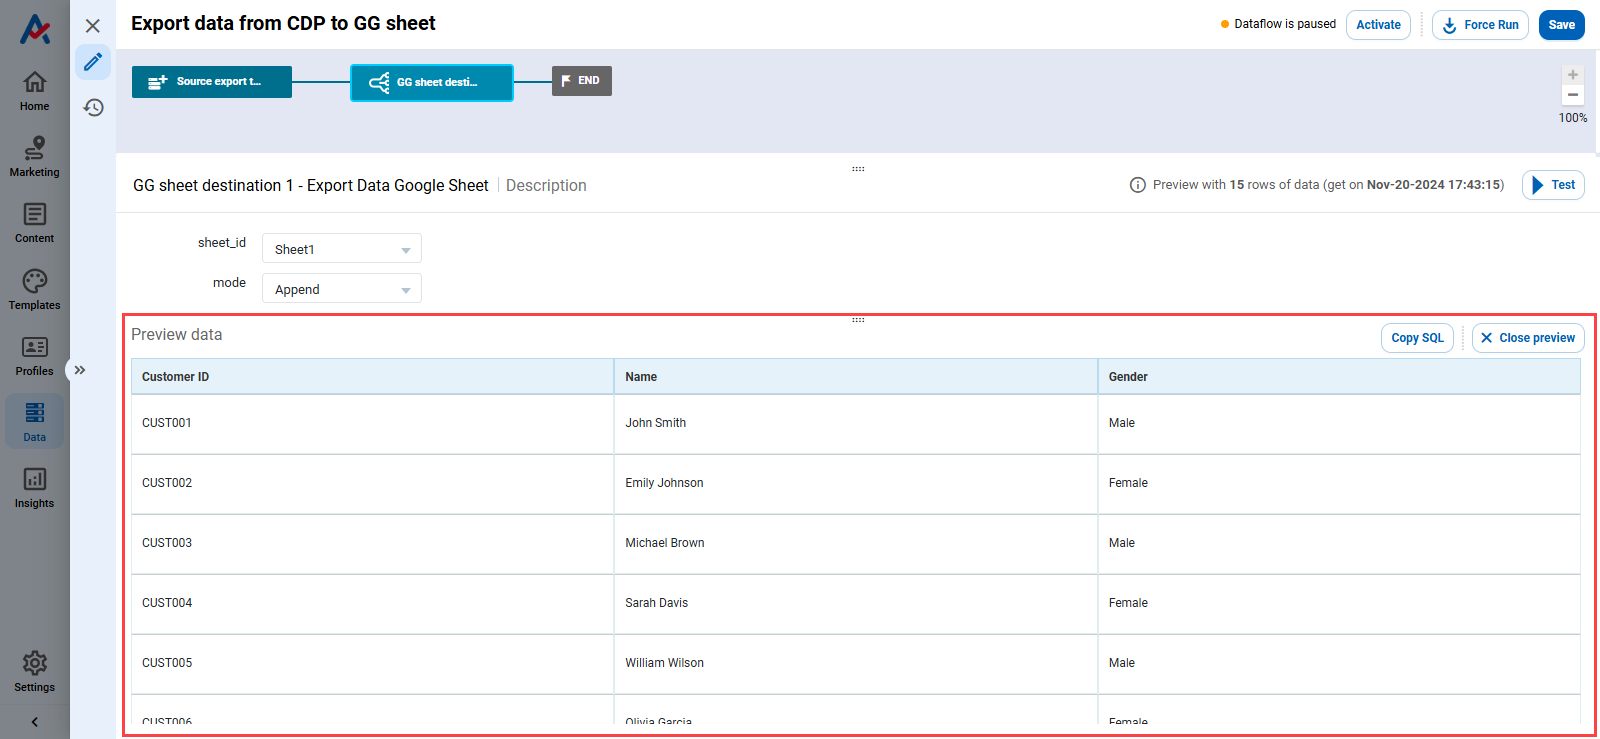 Export data from CDP to GG sheet
Dataflow is paused
Activate
Force Run
Save
Source export t...
GG sheet desti...
END
100%
Home
Marketing
Content
Templates
Profiles
Data
Insights
Settings
GG sheet destination 1 - Export Data Google Sheet
Description
Preview with 15 rows of data (get on Nov-20-2024 17:43:15)
Test
sheet_id
Sheet1
mode
Append
Preview data
Copy SQL
Close preview
Customer ID Name Gender
CUST001 John Smith Male
CUST002 Emily Johnson Female
CUST003 Michael Brown Male
CUST004 Sarah Davis Female
CUST005 William Wilson Male
CUST006 Olivia Garcia Female